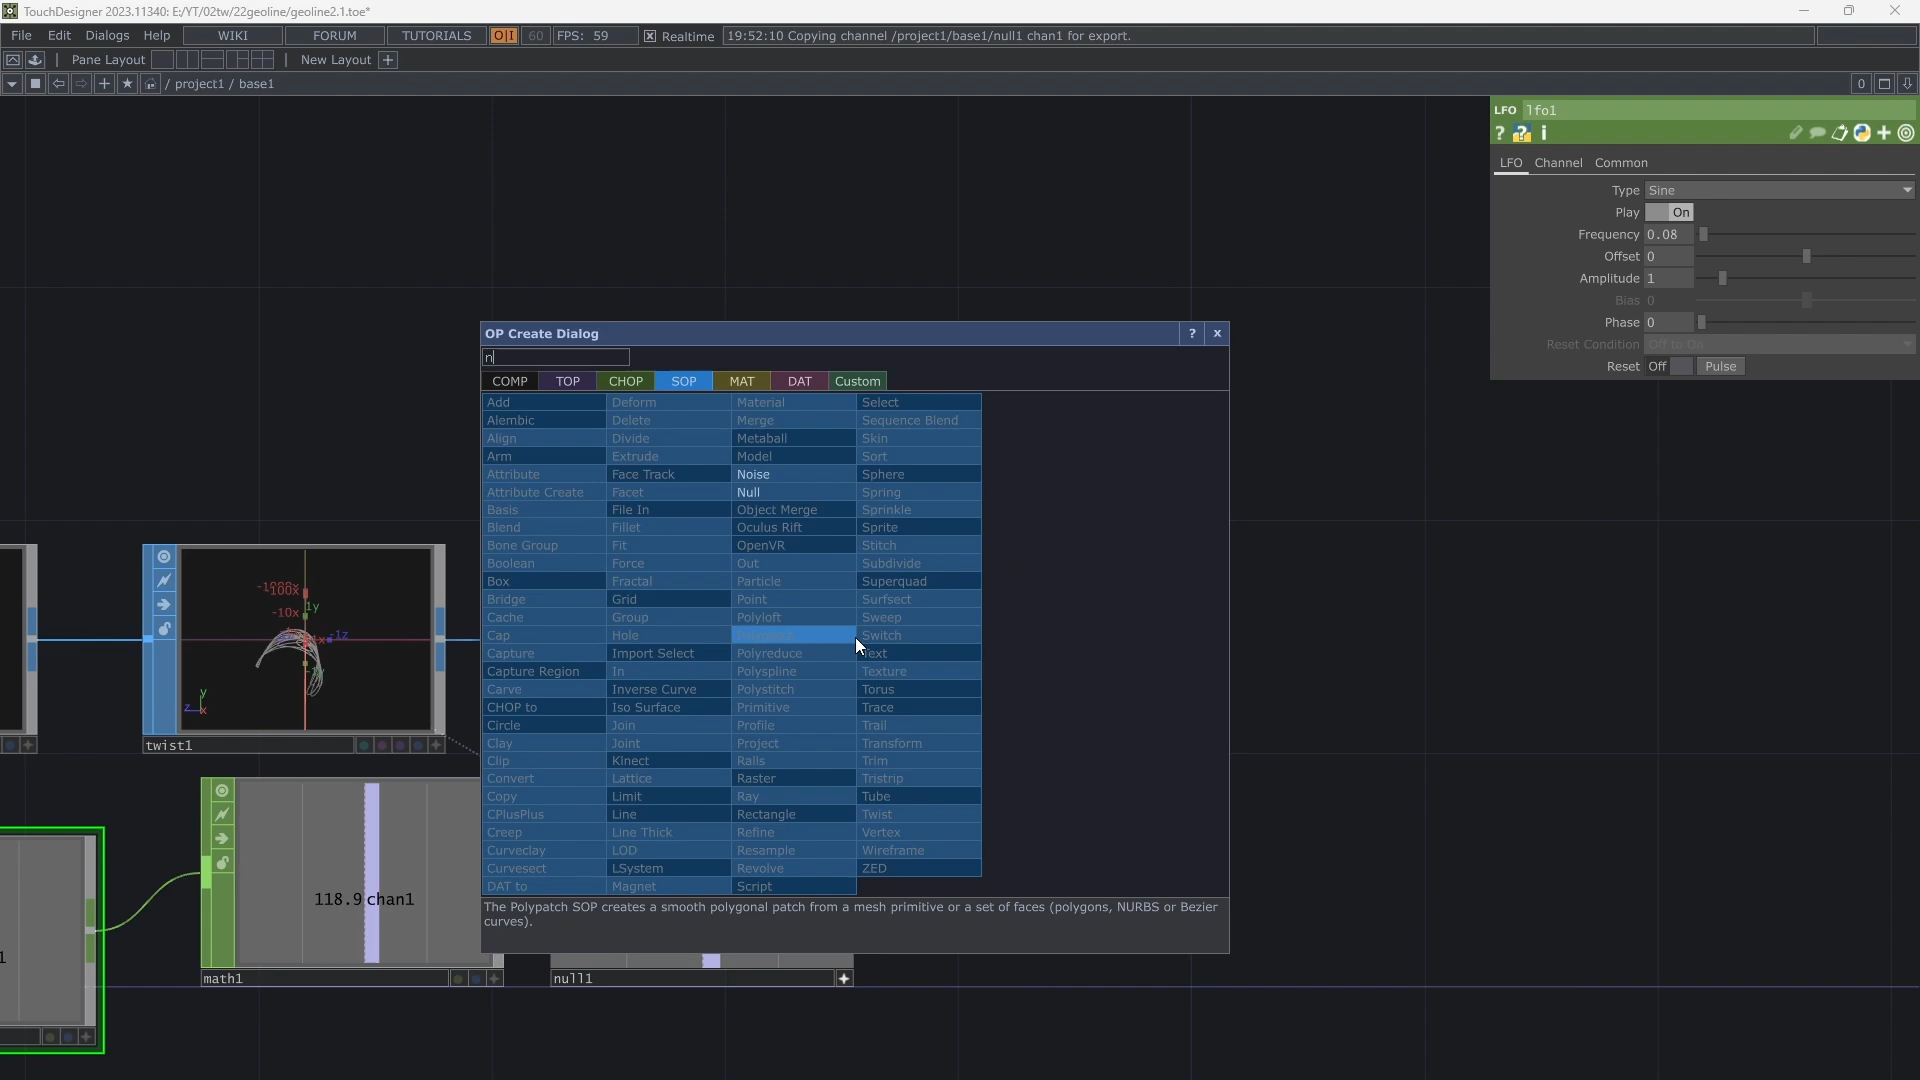 TouchDesigner 2023.11340: E:/YT/02tw/22geoline/geoline2.1.toe*
File Edit Dialogs Help WIKI FORUM TUTORIALS O|I 60 FPS: 59 Realtime 19:52:10 Copying channel /project1/base1/null1 chan1 for export.
Pane Layout New Layout +
/ project1 / base1 0
LFO lfo1
LFO Channel Common
Type Sine
Play On
Frequency 0.08
Offset 0
Amplitude 1
Bias 0
Phase 0
Reset Condition Off to On
Reset Off Pulse
OP Create Dialog ? x
n
COMP TOP CHOP SOP MAT DAT Custom
Add Deform Material Select
Alembic Delete Merge Sequence Blend
Align Divide Metaball Skin
Arm Extrude Model Sort
Attribute Face Track Noise Sphere
Attribute Create Facet Null Spring
Basis File In Object Merge Sprinkle
Blend Fillet Oculus Rift Sprite
Bone Group Fit OpenVR Stitch
Boolean Force Out Subdivide
Box Fractal Particle Superquad
Bridge Grid Point Surfsect
Cache Group Polyloft Sweep
Cap Hole Switch
Capture Import Select Polyreduce Text
Capture Region In Polyspline Texture
Carve Inverse Curve Polystitch Torus
CHOP to Iso Surface Primitive Trace
Circle Join Profile Trail
Clay Joint Project Transform
Clip Kinect Rails Trim
Convert Lattice Raster Tristrip
Copy Limit Ray Tube
CPlusPlus Line Rectangle Twist
Creep Line Thick Refine Vertex
Curveclay LOD Resample Wireframe
Curvesect LSystem Revolve ZED
DAT to Magnet Script
The Polypatch SOP creates a smooth polygonal patch from a mesh primitive or a set of faces (polygons, NURBS or Bezier
curves).
100x
1y
-10x
-1z
y
z x
twist1
118.9 chan1
math1
null1